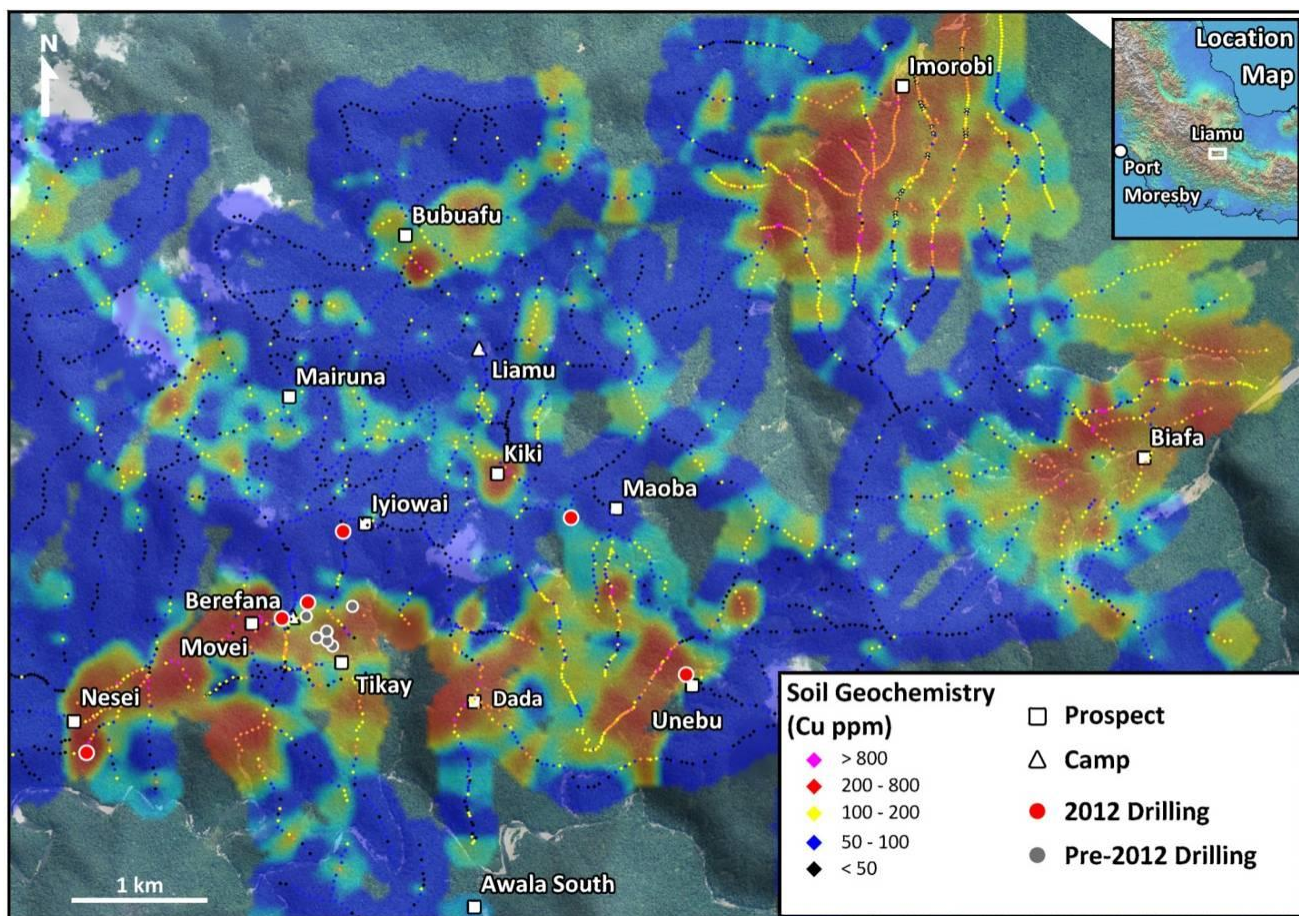 N
Imorobi
Location
Map
Liamu
Port
Moresby
Bubuafu
Liamu
Mairuna
Kiki
Biafa
Maoba
Iyiowai
Berefana
Movei
Tikay
Nesei
Dada
Unebu
Awala South
1 km
Soil Geochemistry
(Cu ppm)
> 800
200 - 800
100 - 200
50 - 100
< 50
Prospect
Camp
2012 Drilling
Pre-2012 Drilling